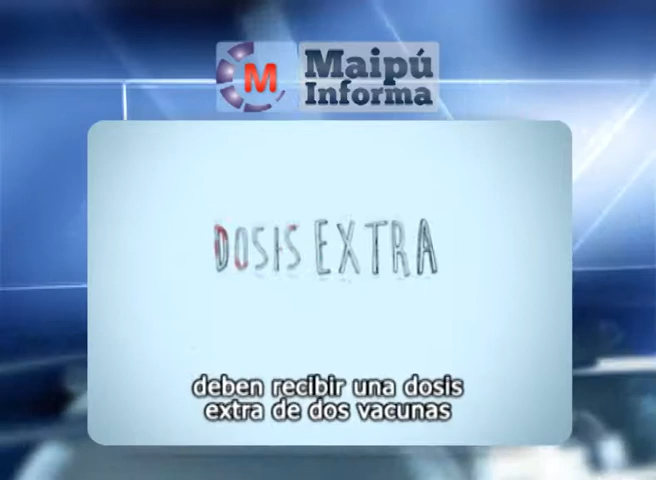 M
Maipú
Informa
DOSIS EXTRA
deben recibir una dosis
extra de dos vacunas